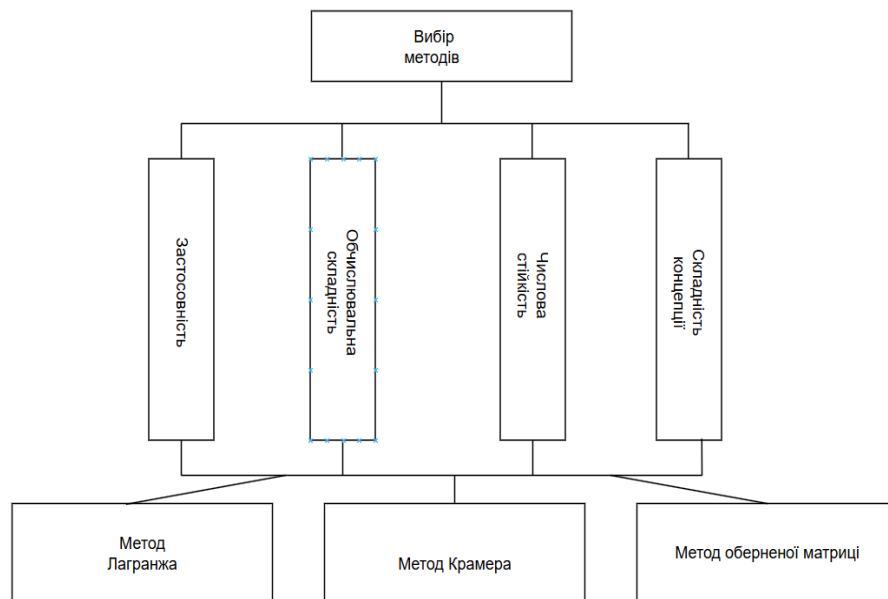 Вибір
методів
Застосовність
Обчислювальна
складність
Числова
стійкість
Складність
концепції
Метод
Лагранжа
Метод Крамера
Метод оберненої матриці